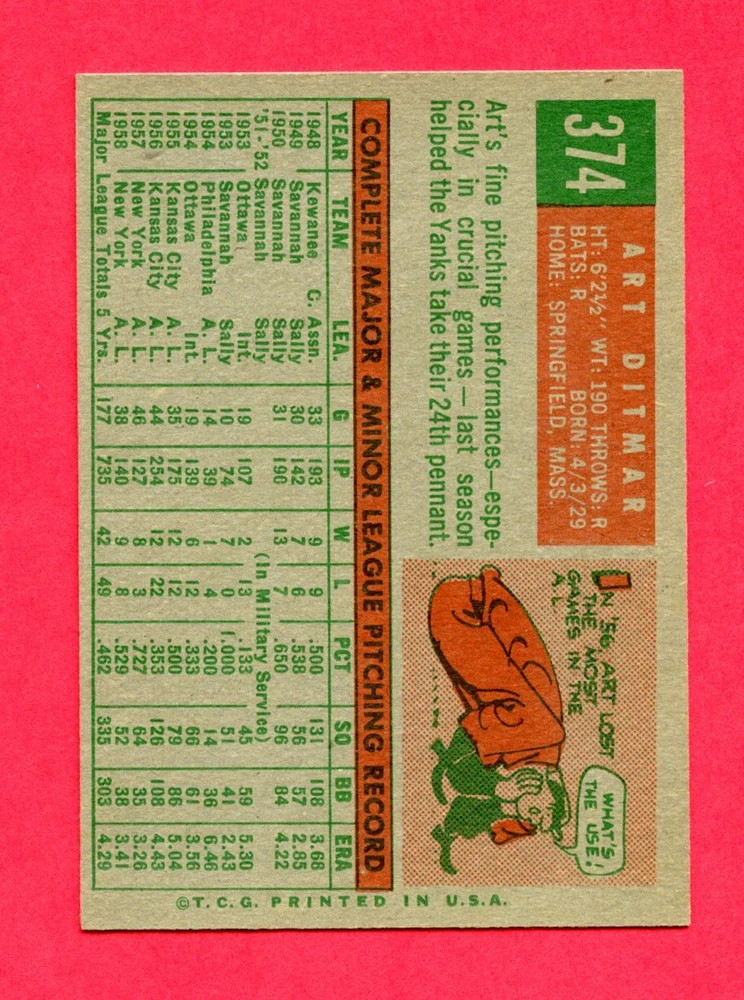 374
ART DITMAR
HT: 6'2½" WT: 190 THROWS: R
BATS: R BORN: 4/3/29
HOME: SPRINGFIELD, MASS.
Art's fine pitching performances—espe-
cially in crucial games — last season
helped the Yanks take their 24th pennant.
IN '56 ART LOST
THE MOST
GAMES IN THE
A.L.
WHAT'S
THE USE!
COMPLETE MAJOR & MINOR LEAGUE PITCHING RECORD
YEAR TEAM LEA. G IP W L PCT SO BB ERA
1948 Kewanee C. Assn. 33 193 9 9 .500 131 108 3.68
1949 Savannah Sally 30 142 7 6 .538 56 57 2.85
1950 Savannah Sally 31 190 13 7 .650 96 84 4.22
'51-'52 Savannah Sally (In Military Service)
1953 Ottawa Int. 19 107 2 13 .133 45 59 5.30
1953 Savannah Sally 10 74 7 0 1.000 51 41 2.43
1954 Philadelphia A. L. 14 39 1 4 .200 14 36 6.46
1954 Ottawa Int. 19 139 6 12 .333 66 61 3.56
1955 Kansas City A. L. 35 175 12 12 .500 79 86 5.04
1956 Kansas City A. L. 44 254 12 22 .353 126 108 4.43
1957 New York A. L. 46 127 8 3 .727 64 35 3.26
1958 New York A. L. 38 140 9 8 .529 52 38 3.41
Major League Totals 5 Yrs. 177 735 42 49 .462 335 303 4.29
©T.C.G. PRINTED IN U.S.A.